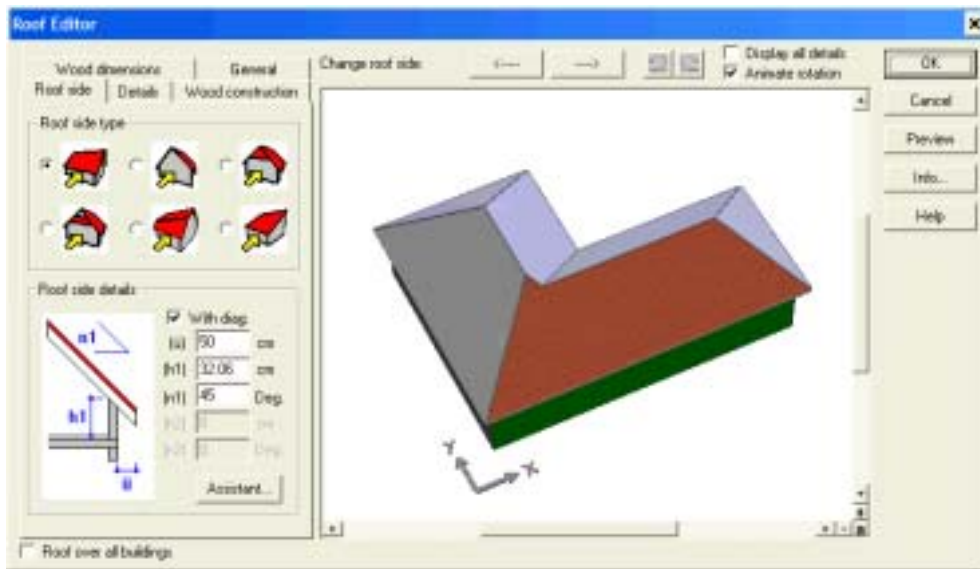 Roof Editor
Wood dimensions
General
Roof side
Details
Wood construction
Change roof side:
<----
---->
Display all details
Animate rotation
OK
Cancel
Preview
Info...
Help
Roof side type
Roof side details
With diag.
(ü) 50 cm
(h1) 32.06 cm
(n1) 45 Deg.
n1
h1
ü
Assistant...
Y
X
Roof over all buildings